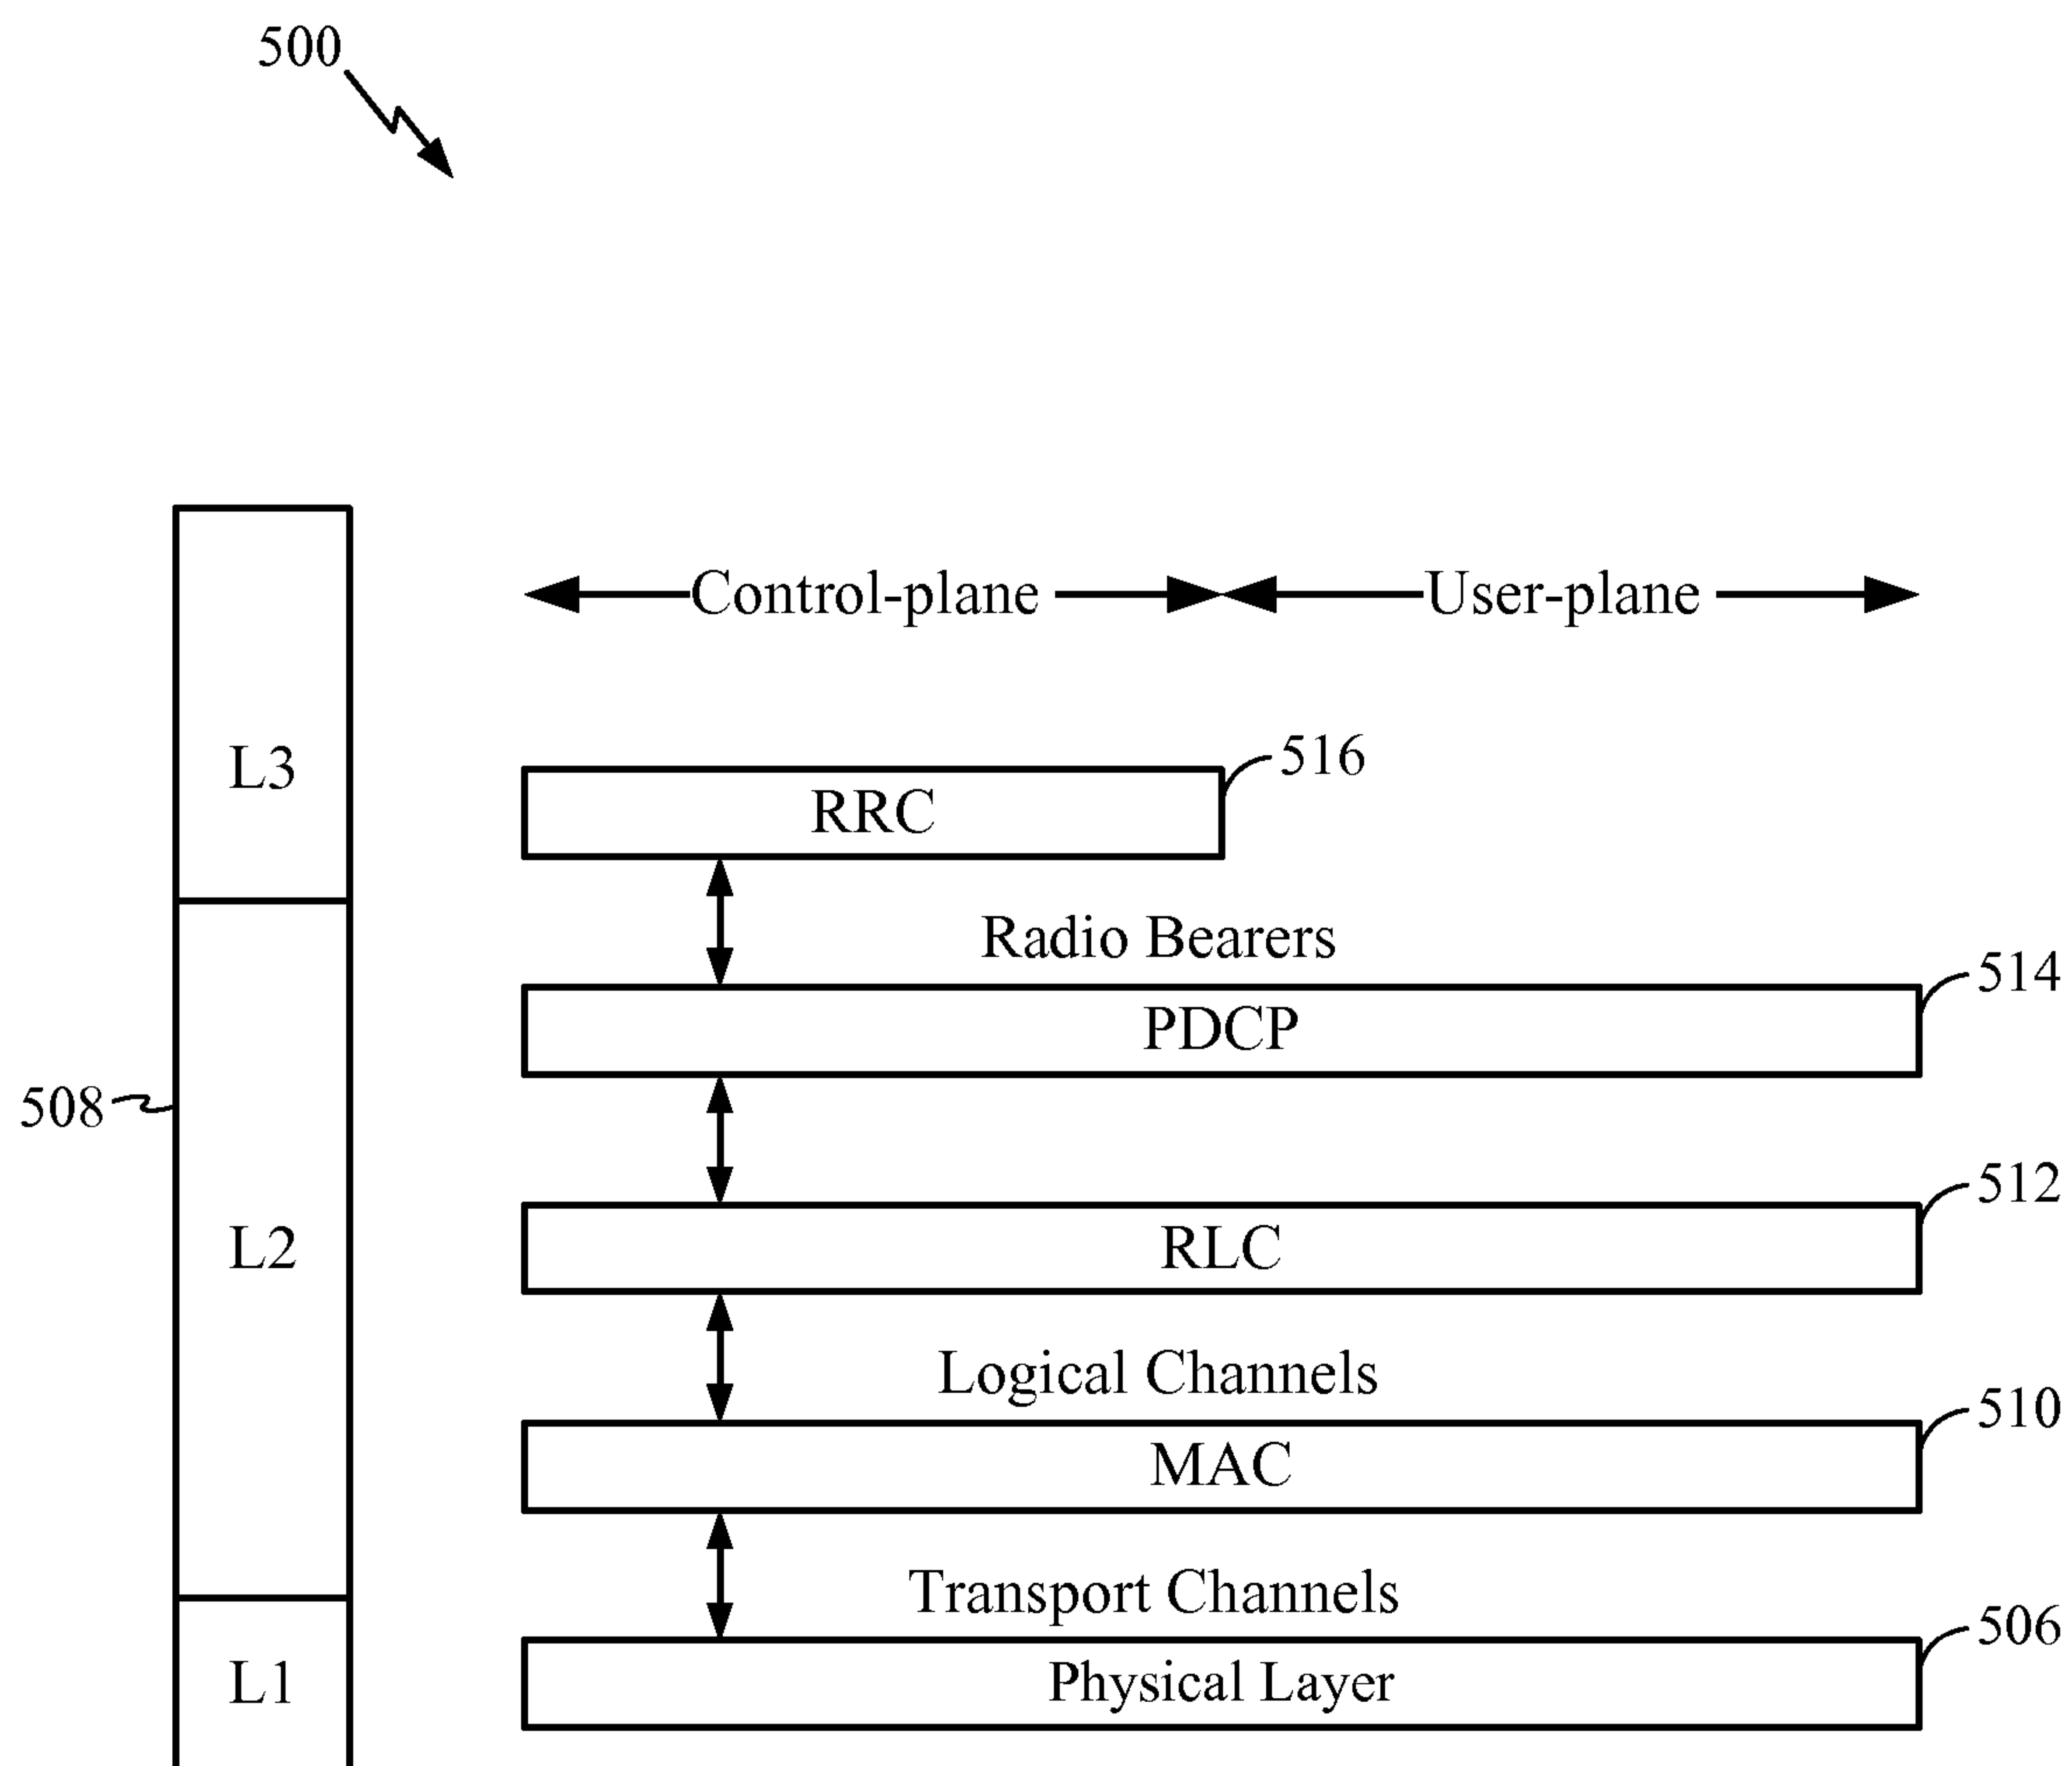 500
Control-plane User-plane
L3
516
RRC
Radio Bearers
514
PDCP
508
512
L2
RLC
Logical Channels
510
MAC
Transport Channels
506
L1
Physical Layer